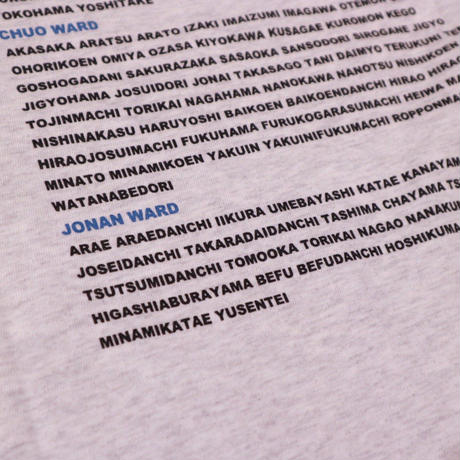 YOKOHAMA YOSHITAKE
CHUO WARD
AKASAKA ARATSU ARATO IZAKI IMAIZUMI IMAGAWA OTEMON
OHORIKOEN OMIYA OZASA KIYOKAWA KUSAGAE KUROMON KEGO
GOSHOGADANI SAKURAZAKA SASAOKA SANSODORI SIROGANE JIGYO
JIGYOHAMA JOSUIDORI JONAI TAKASAGO TANI DAIMYO TERUKUNI
TOJINMACHI TORIKAI NAGAHAMA NANOKAWA NANOTSU NISHIKOEN
NISHINAKASU HARUYOSHI BAIKOEN BAIKOENDANCHI HIRAO
HIRAOJOSUIMACHI FUKUHAMA FURUKOGARASUMACHI HEIWA
MINATO MINAMIKOEN YAKUIN YAKUINIFUKUMACHI ROPPONMA
WATANABEDORI
JONAN WARD
ARAE ARAEDANCHI IIKURA UMEBAYASHI KATAE KANAYAM
JOSEIDANCHI TAKARADAIDANCHI TASHIMA CHAYAMA TS
TSUTSUMIDANCHI TOMOOKA TORIKAI NAGAO NANAKU
HIGASHIABURAYAMA BEFU BEFUDANCHI HOSHIKUMA
MINAMIKATAE YUSENTEI